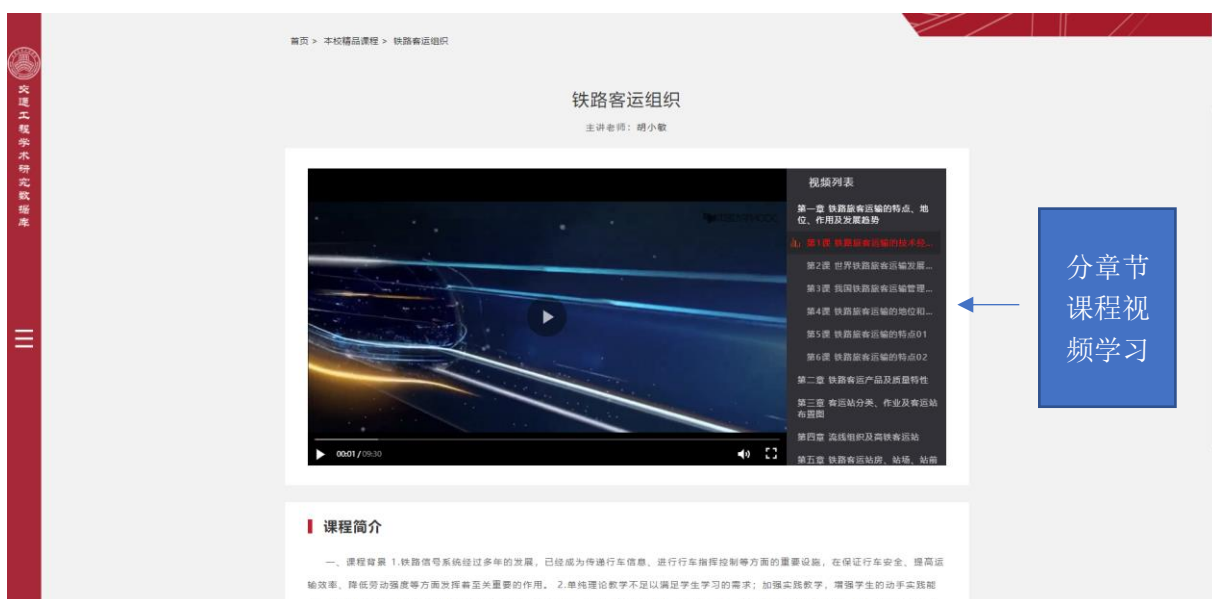 首页 > 本校精品课程 > 铁路客运组织
交通工程学术研究数据库
铁路客运组织
主讲老师：胡小敏
视频列表
第一章 铁路旅客运输的特点、地
位、作用及发展趋势
第1课 铁路旅客运输的技术经...
第2课 世界铁路旅客运输发展...
第3课 我国铁路旅客运输管理...
第4课 铁路旅客运输的地位和...
第5课 铁路旅客运输的特点01
第6课 铁路旅客运输的特点02
第二章 铁路客运产品及质量特性
第三章 客运站分类、作业及客运站
布置图
第四章 流线组织及高铁客运站
第五章 铁路客运站房、站场、站前
00:01 / 09:30
分章节
课程视
频学习
课程简介
一、课程背景 1.铁路信号系统经过多年的发展，已经成为传递行车信息、进行行车指挥控制等方面的重要设施，在保证行车安全、提高运
输效率、降低劳动强度等方面发挥着至关重要的作用。 2.单纯理论教学不足以满足学生学习的需求；加强实践教学，增强学生的动手实践能